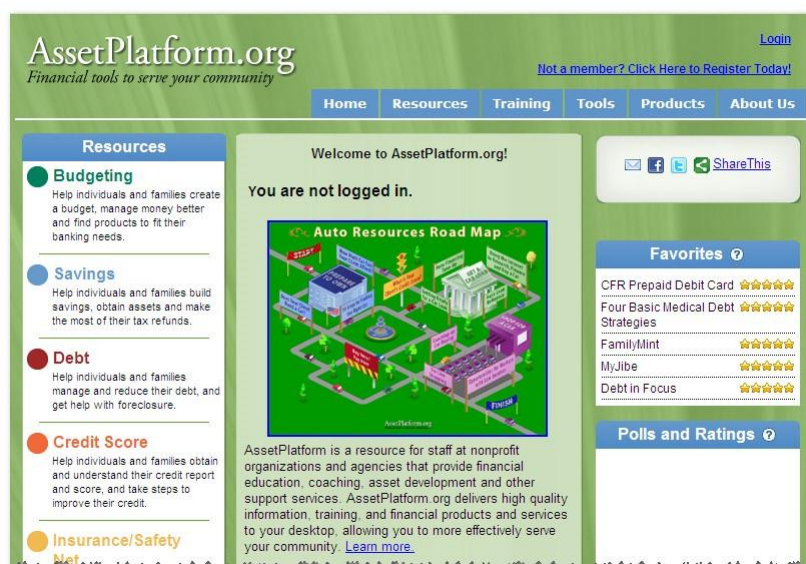 AssetPlatform.org
Financial tools to serve your community
Login
Not a member? Click Here to Register Today!
Home Resources Training Tools Products About Us
Resources
Budgeting
Help individuals and families create
a budget, manage money better
and find products to fit their
banking needs.
Savings
Help individuals and families build
savings, obtain assets and make
the most of their tax refunds.
Debt
Help individuals and families
manage and reduce their debt, and
get help with foreclosure.
Credit Score
Help individuals and families obtain
and understand their credit report
and score, and take steps to
improve their credit.
Insurance/Safety
Net
Welcome to AssetPlatform.org!
You are not logged in.
Auto Resources Road Map
START
FINISH
AssetPlatform.org
AssetPlatform is a resource for staff at nonprofit
organizations and agencies that provide financial
education, coaching, asset development and other
support services. AssetPlatform.org delivers high quality
information, training, and financial products and services
to your desktop, allowing you to more effectively serve
your community. Learn more.
ShareThis
Favorites ?
CFR Prepaid Debit Card
Four Basic Medical Debt
Strategies
FamilyMint
MyJibe
Debt in Focus
Polls and Ratings ?